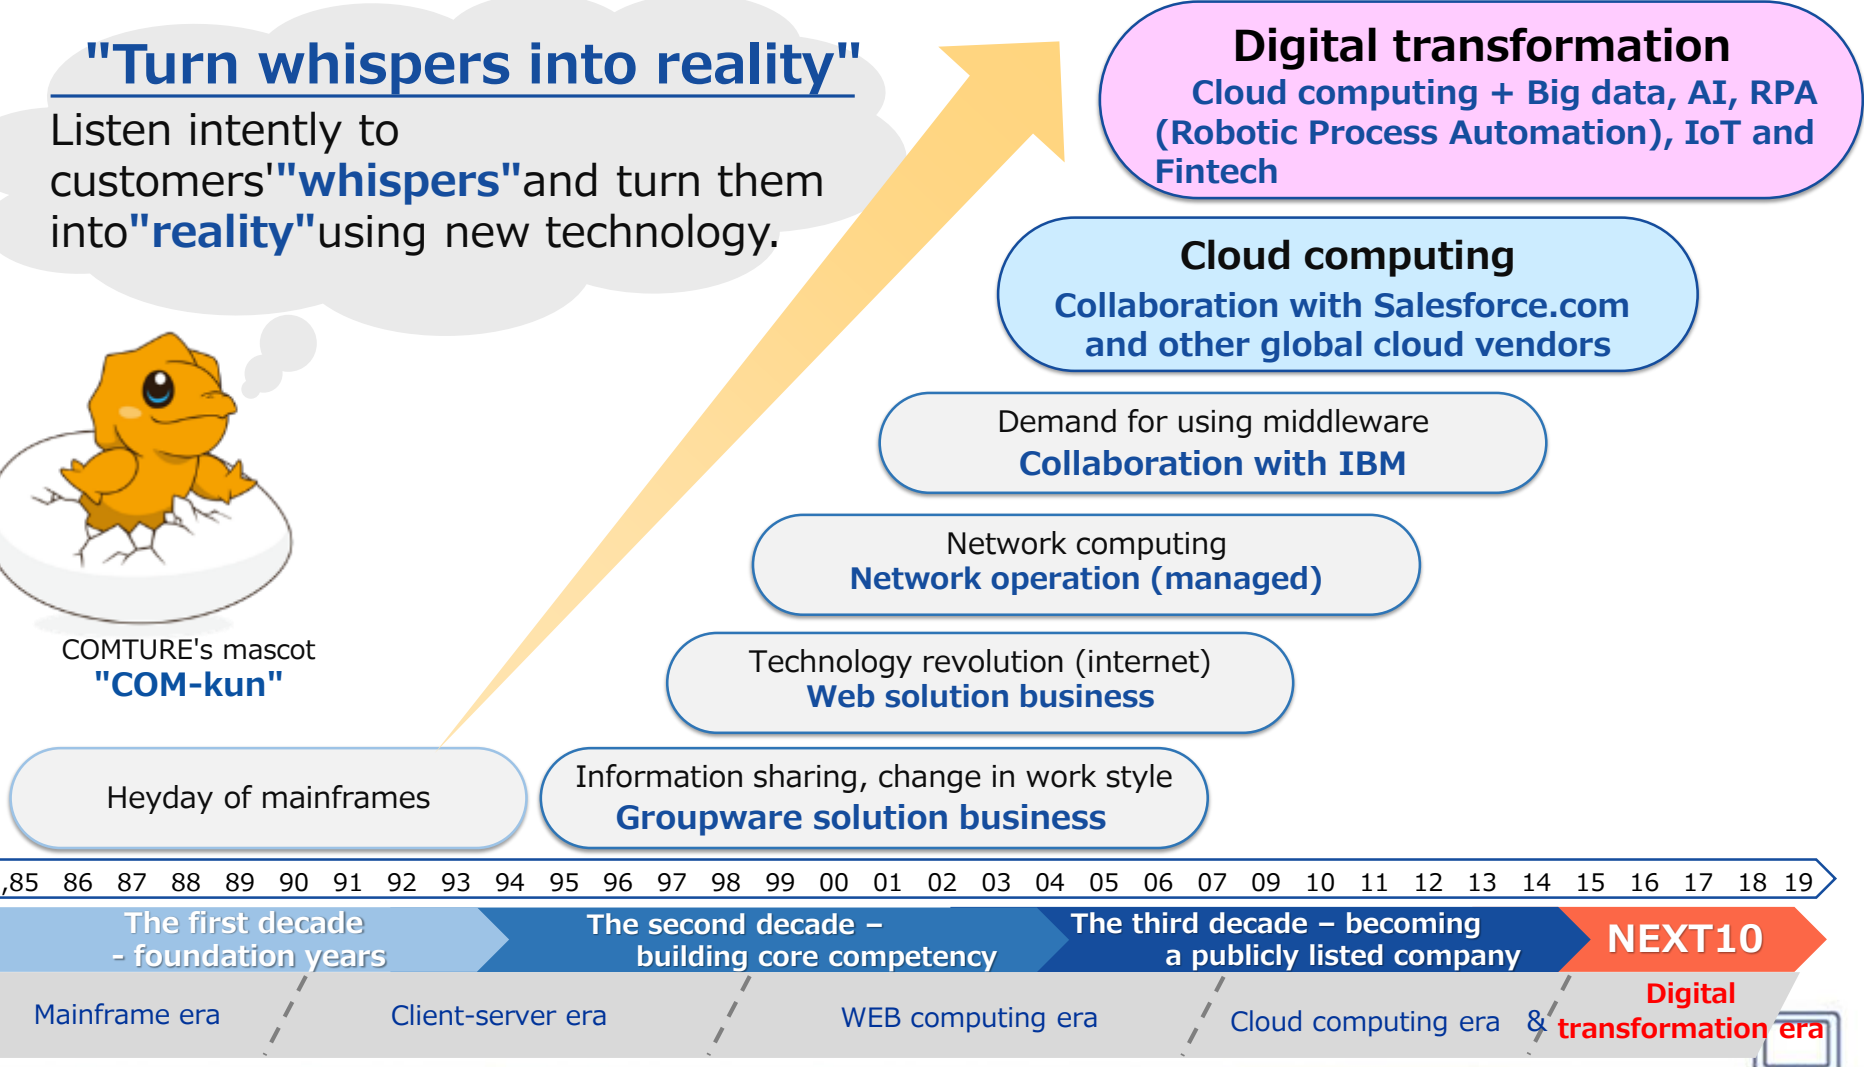 "Turn whispers into reality"
Listen intently to
customers'"whispers"and turn them
into"reality"using new technology.
COMTURE's mascot
"COM-kun"
Digital transformation
Cloud computing + Big data, AI, RPA
(Robotic Process Automation), IoT and
Fintech
Cloud computing
Collaboration with Salesforce.com
and other global cloud vendors
Demand for using middleware
Collaboration with IBM
Network computing
Network operation (managed)
Technology revolution (internet)
Web solution business
Heyday of mainframes
Information sharing, change in work style
Groupware solution business
,85 86 87 88 89 90 91 92 93 94 95 96 97 98 99 00 01 02 03 04 05 06 07 09 10 11 12 13 14 15 16 17 18 19
The first decade
- foundation years
The second decade –
building core competency
The third decade – becoming
a publicly listed company
NEXT10
Mainframe era
Client-server era
WEB computing era
Cloud computing era &
Digital
transformation era